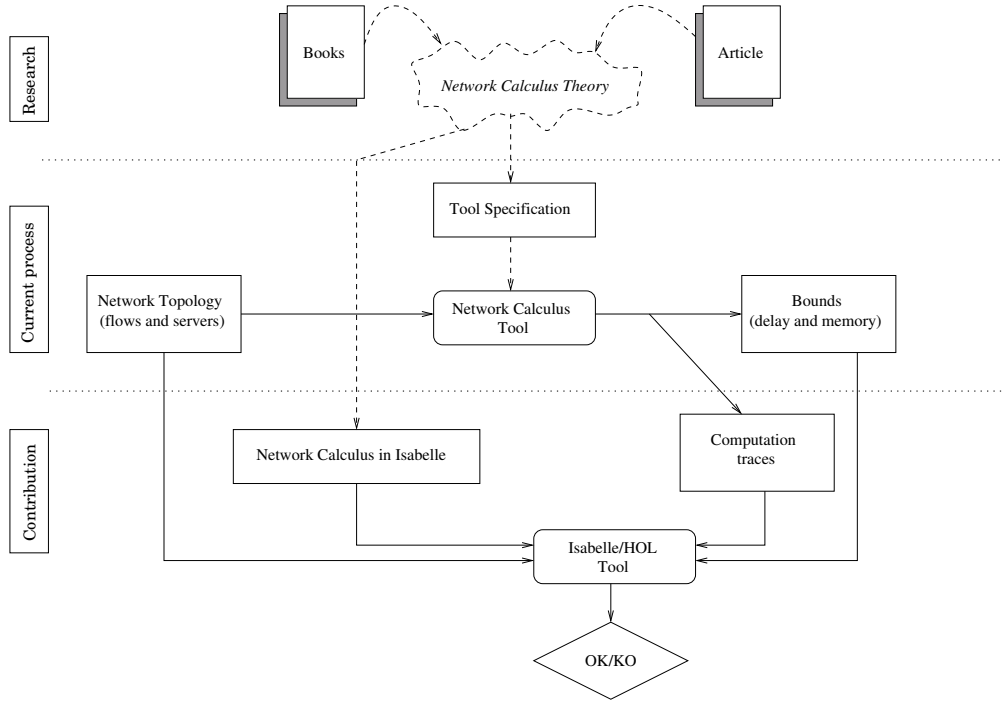 Research
Books
Article
Network Calculus Theory
Current process
Tool Specification
Network Topology
(flows and servers)
Network Calculus
Tool
Bounds
(delay and memory)
Contribution
Network Calculus in Isabelle
Computation
traces
Isabelle/HOL
Tool
OK/KO